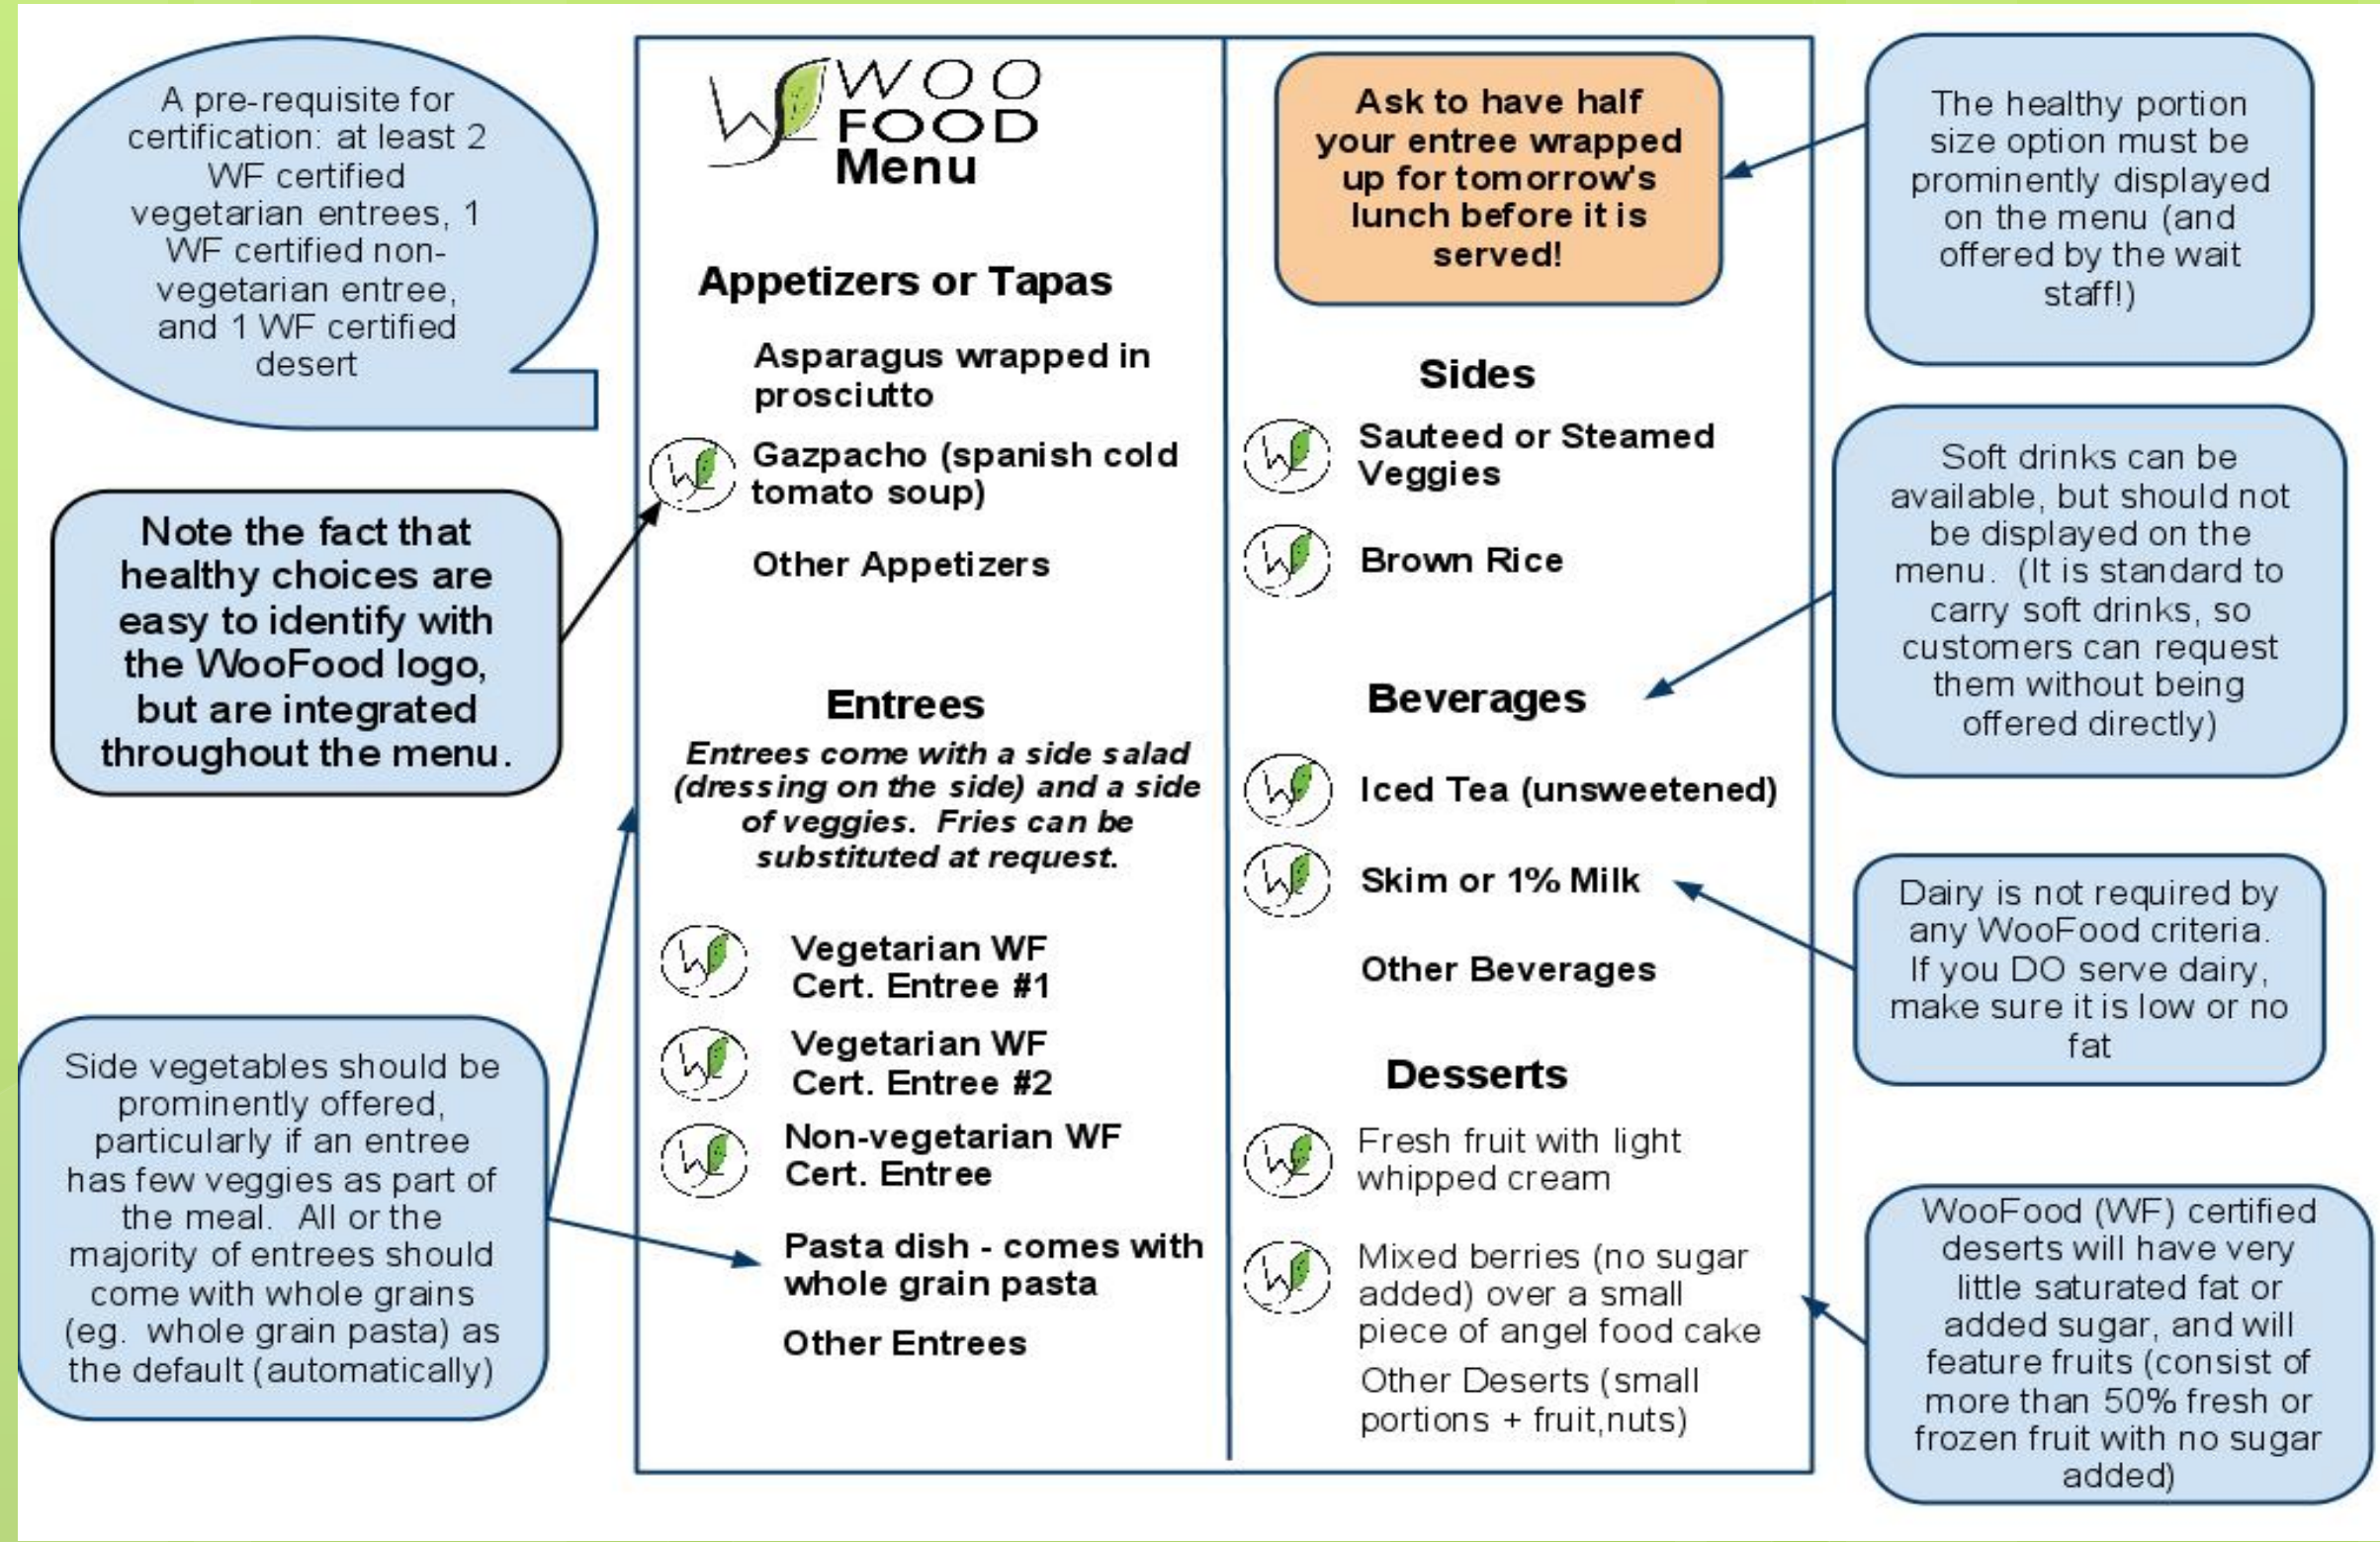 A pre-requisite for
certification: at least 2
WF certified
vegetarian entrees, 1
WF certified non-
vegetarian entree,
and 1 WF certified
desert
Note the fact that
healthy choices are
easy to identify with
the WooFood logo,
but are integrated
throughout the menu.
Side vegetables should be
prominently offered,
particularly if an entree
has few veggies as part of
the meal. All or the
majority of entrees should
come with whole grains
(eg. whole grain pasta) as
the default (automatically)
WOO
FOOD
Menu
Appetizers or Tapas
Asparagus wrapped in
prosciutto
Gazpacho (spanish cold
tomato soup)
Other Appetizers
Entrees
Entrees come with a side salad
(dressing on the side) and a side
of veggies. Fries can be
substituted at request.
Vegetarian WF
Cert. Entree #1
Vegetarian WF
Cert. Entree #2
Non-vegetarian WF
Cert. Entree
Pasta dish - comes with
whole grain pasta
Other Entrees
Ask to have half
your entree wrapped
up for tomorrow's
lunch before it is
served!
Sides
Sauteed or Steamed
Veggies
Brown Rice
Beverages
Iced Tea (unsweetened)
Skim or 1% Milk
Other Beverages
Desserts
Fresh fruit with light
whipped cream
Mixed berries (no sugar
added) over a small
piece of angel food cake
Other Deserts (small
portions + fruit,nuts)
The healthy portion
size option must be
prominently displayed
on the menu (and
offered by the wait
staff!)
Soft drinks can be
available, but should not
be displayed on the
menu. (It is standard to
carry soft drinks, so
customers can request
them without being
offered directly)
Dairy is not required by
any WooFood criteria.
If you DO serve dairy,
make sure it is low or no
fat
WooFood (WF) certified
deserts will have very
little saturated fat or
added sugar, and will
feature fruits (consist of
more than 50% fresh or
frozen fruit with no sugar
added)